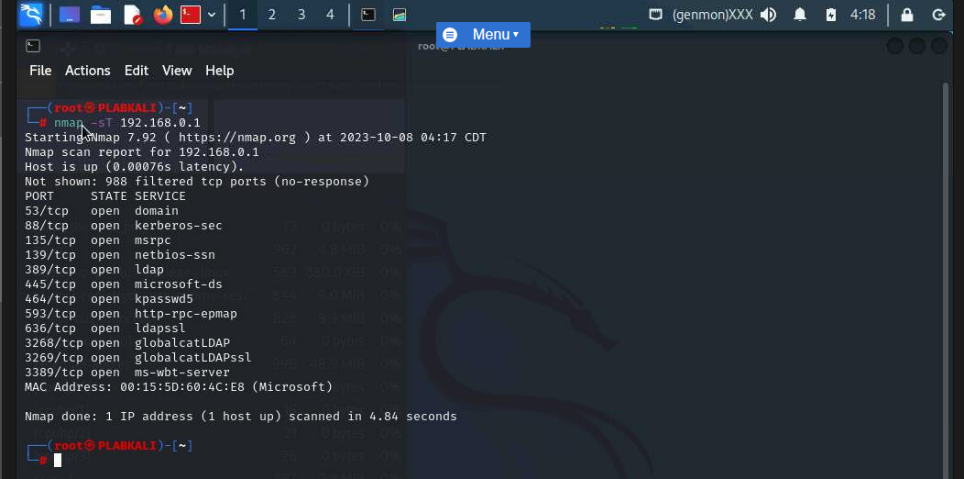 1 2 3 4 (genmon)XXX 4:18
Menu
File Actions Edit View Help
┌──(root㉿PLABKALI)-[~]
└─# nmap -sT 192.168.0.1
Starting Nmap 7.92 ( https://nmap.org ) at 2023-10-08 04:17 CDT
Nmap scan report for 192.168.0.1
Host is up (0.00076s latency).
Not shown: 988 filtered tcp ports (no-response)
PORT STATE SERVICE
53/tcp open domain
88/tcp open kerberos-sec
135/tcp open msrpc
139/tcp open netbios-ssn
389/tcp open ldap
445/tcp open microsoft-ds
464/tcp open kpasswd5
593/tcp open http-rpc-epmap
636/tcp open ldapssl
3268/tcp open globalcatLDAP
3269/tcp open globalcatLDAPssl
3389/tcp open ms-wbt-server
MAC Address: 00:15:5D:60:4C:E8 (Microsoft)
Nmap done: 1 IP address (1 host up) scanned in 4.84 seconds
┌──(root㉿PLABKALI)-[~]
└─#